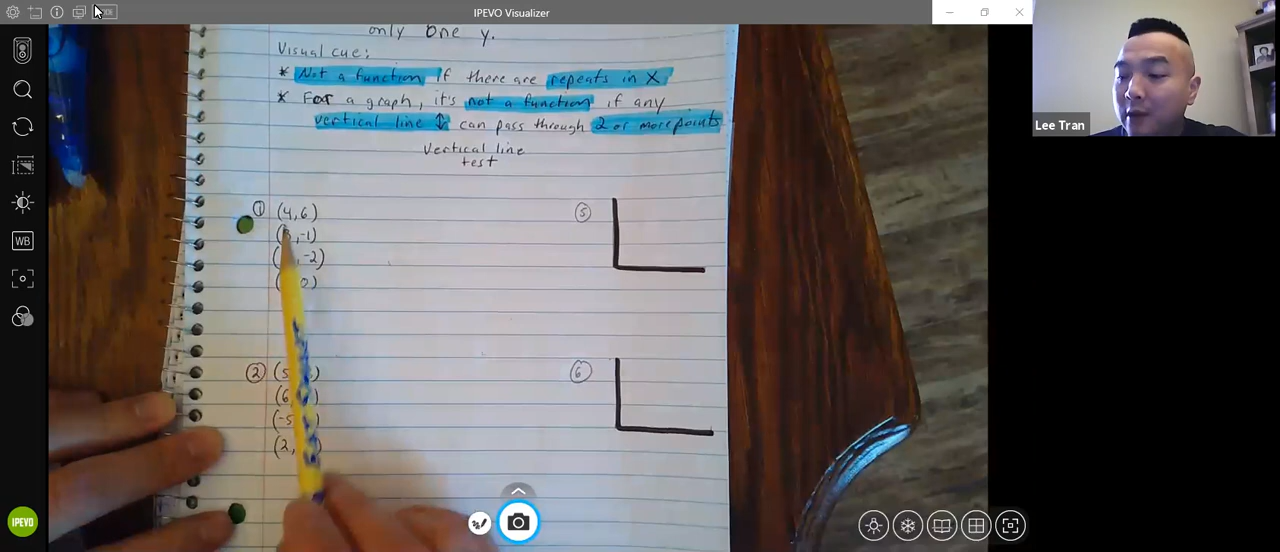 IPEVO Visualizer
only One y.
Visual cue:
* Not a function if there are repeats in X
* For a graph, it's not a function if any
vertical line ↕ can pass through 2 or more points
Vertical line
test
① (4,6)
,-1)
, -2)
0)
② (5
(6
(-5
(2,
⑤
⑥
Lee Tran
WB
IPEVO